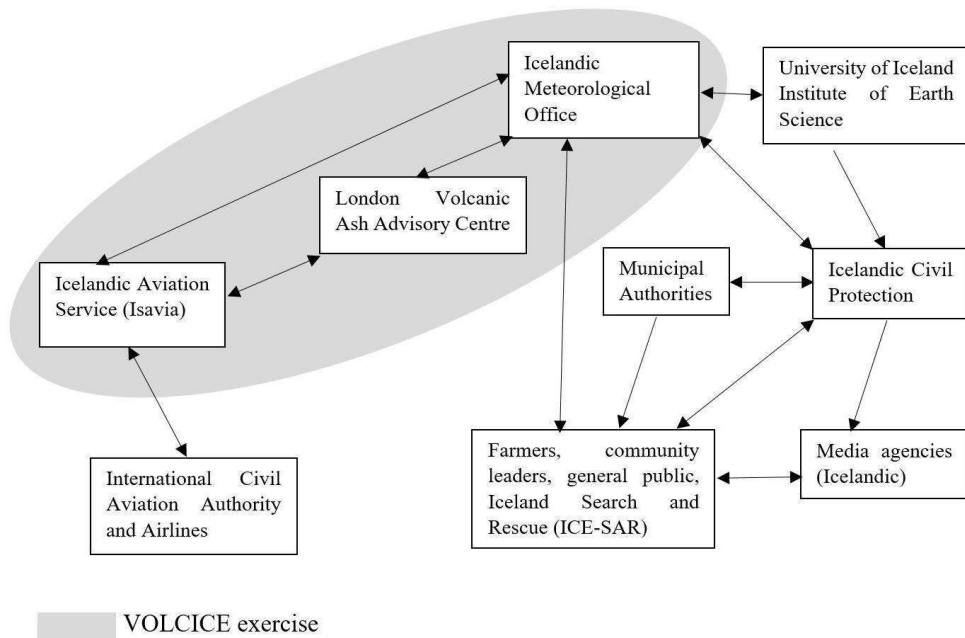 Icelandic
Meteorological
Office
University of Iceland
Institute of Earth
Science
London Volcanic
Ash Advisory Centre
Icelandic Aviation
Service (Isavia)
Municipal
Authorities
Icelandic Civil
Protection
International Civil
Aviation Authority
and Airlines
Farmers, community
leaders, general public,
Iceland Search and
Rescue (ICE-SAR)
Media agencies
(Icelandic)
VOLCICE exercise